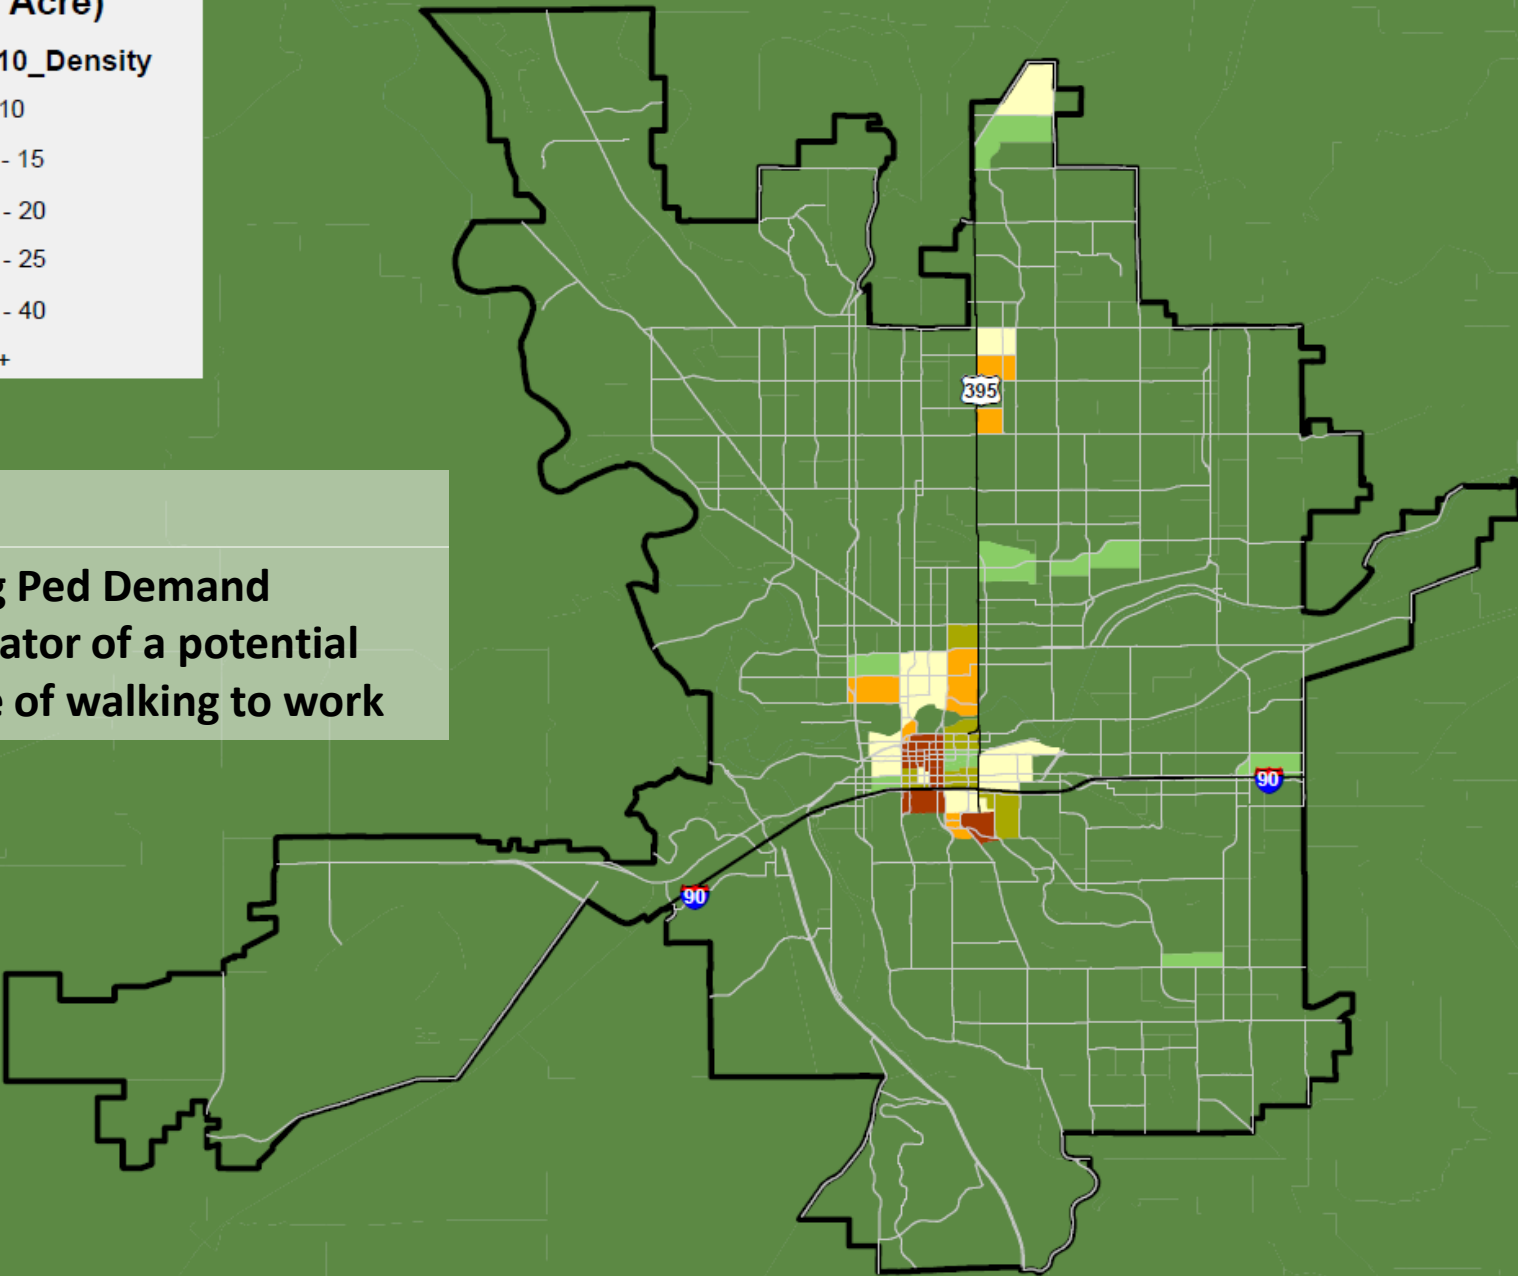 Acre)
10_Density
10
- 15
- 20
- 25
- 40
+
395
g Ped Demand
ator of a potential
e of walking to work
90
90